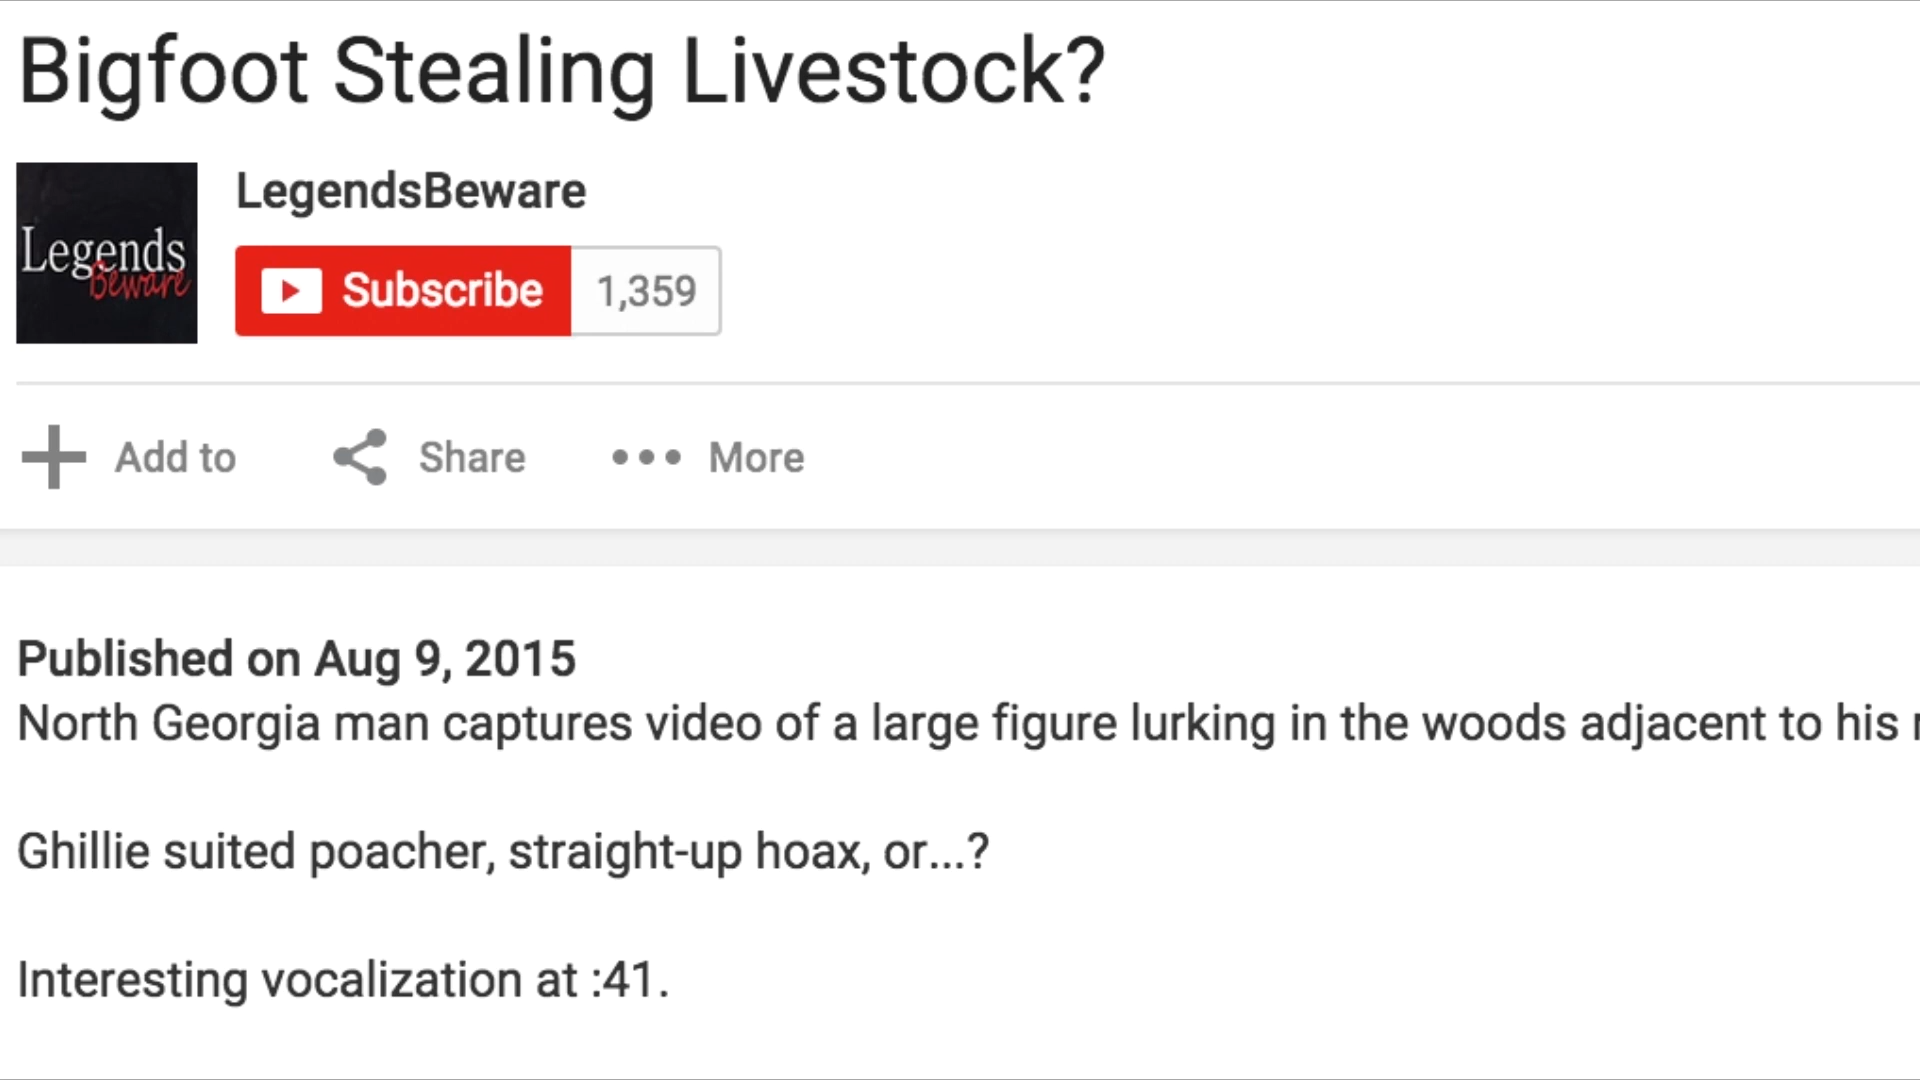 Bigfoot Stealing Livestock?
Legends
Beware
LegendsBeware
Subscribe 1,359
Add to Share More
Published on Aug 9, 2015
North Georgia man captures video of a large figure lurking in the woods adjacent to his
Ghillie suited poacher, straight-up hoax, or...?
Interesting vocalization at :41.